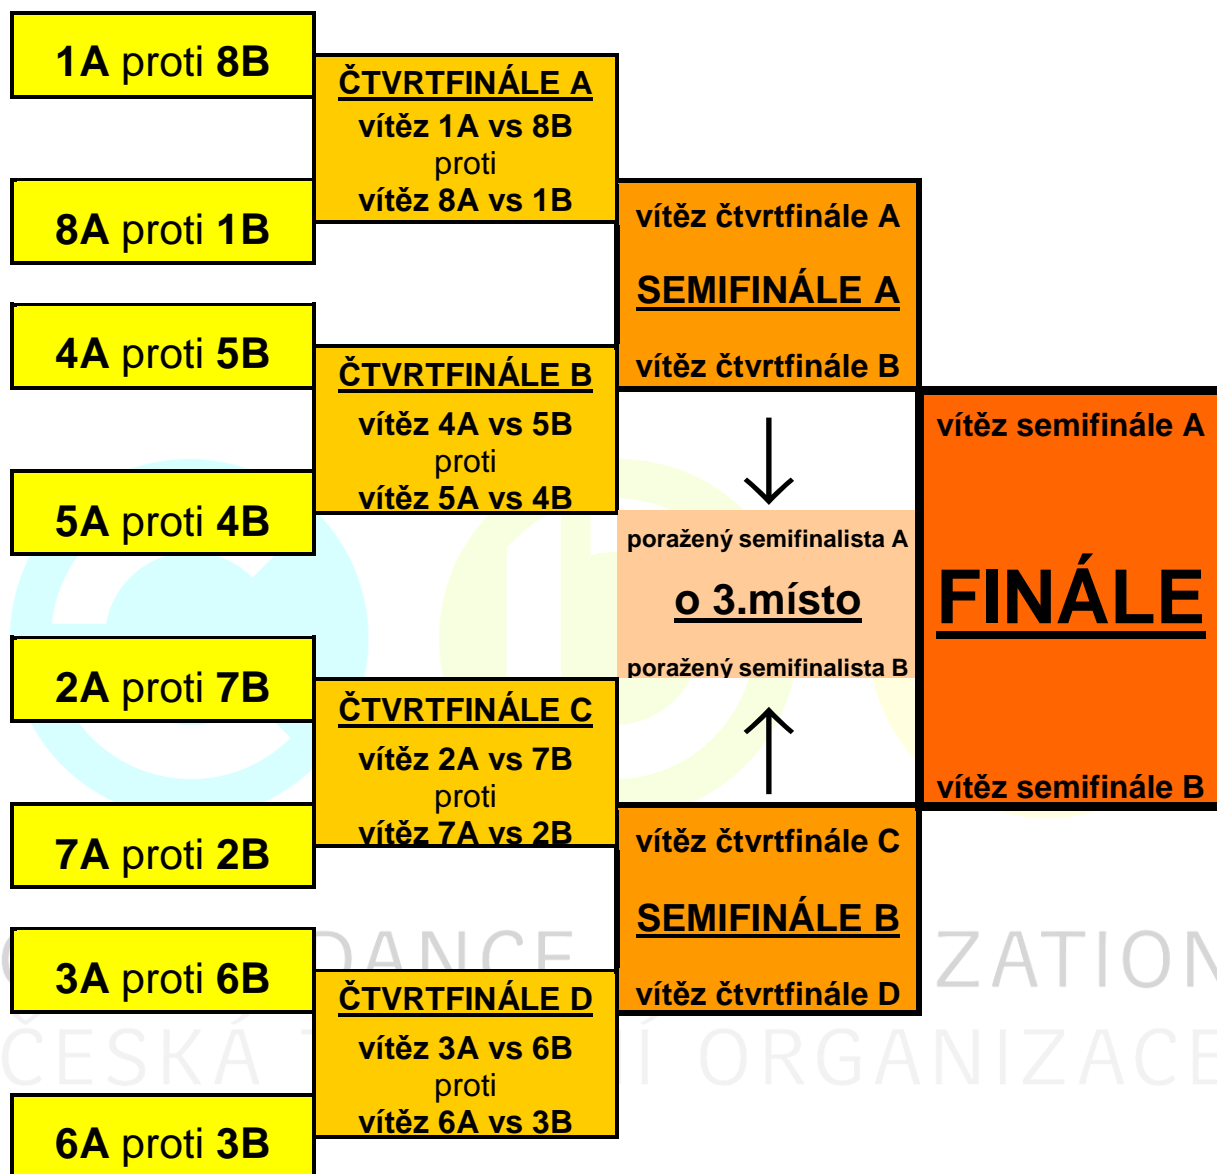 1A proti 8B
8A proti 1B
4A proti 5B
5A proti 4B
2A proti 7B
7A proti 2B
3A proti 6B
6A proti 3B
ČTVRTFINÁLE A
vítěz 1A vs 8B
proti
vítěz 8A vs 1B
ČTVRTFINÁLE B
vítěz 4A vs 5B
proti
vítěz 5A vs 4B
ČTVRTFINÁLE C
vítěz 2A vs 7B
proti
vítěz 7A vs 2B
ČTVRTFINÁLE D
vítěz 3A vs 6B
proti
vítěz 6A vs 3B
vítěz čtvrtfinále A
SEMIFINÁLE A
vítěz čtvrtfinále B
poražený semifinalista A
o 3.místo
poražený semifinalista B
vítěz čtvrtfinále C
SEMIFINÁLE B
vítěz čtvrtfinále D
vítěz semifinále A
FINÁLE
vítěz semifinále B
DANCE
ČESKÁ ORGANIZACE